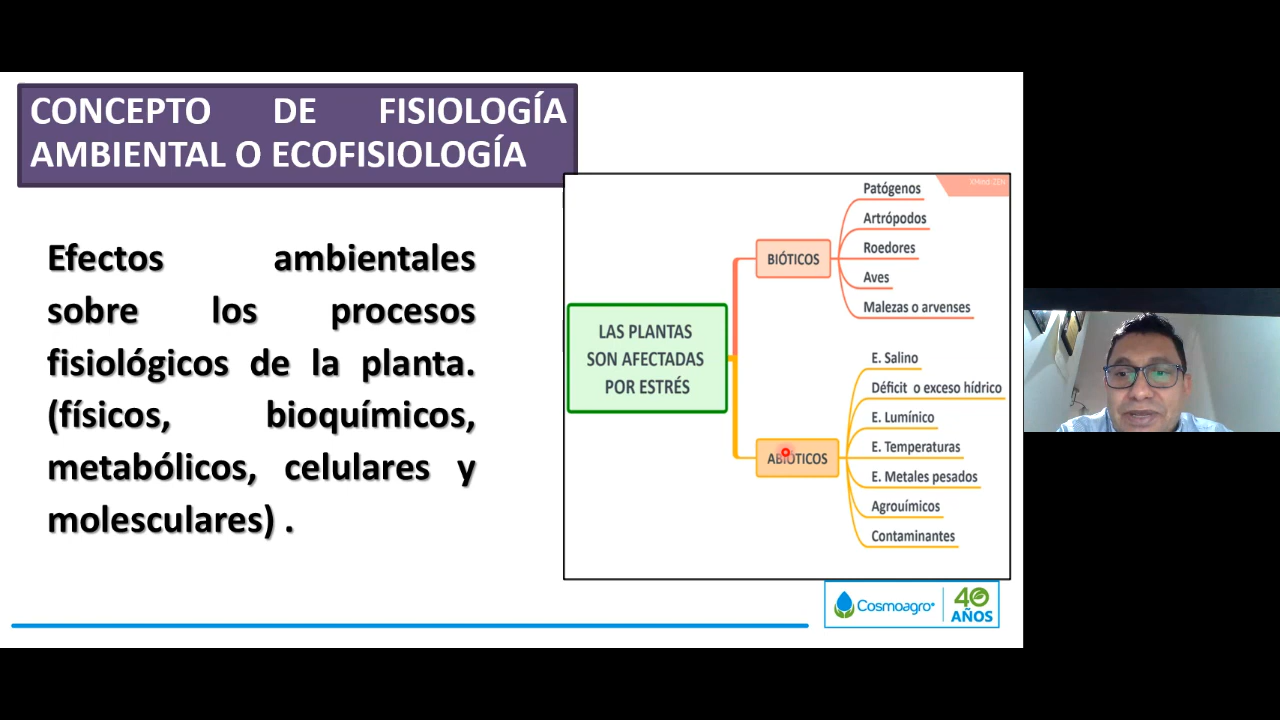 CONCEPTO DE FISIOLOGÍA
AMBIENTAL O ECOFISIOLOGÍA
Efectos ambientales
sobre los procesos
fisiológicos de la planta.
(físicos, bioquímicos,
metabólicos, celulares y
molesculares) .
LAS PLANTAS
SON AFECTADAS
POR ESTRÉS
BIÓTICOS
Patógenos
Artrópodos
Roedores
Aves
Malezas o arvenses
ABIÓTICOS
E. Salino
Déficit o exceso hídrico
E. Lumínico
E. Temperaturas
E. Metales pesados
Agrouímicos
Contaminantes
Cosmoagro
40
AÑOS